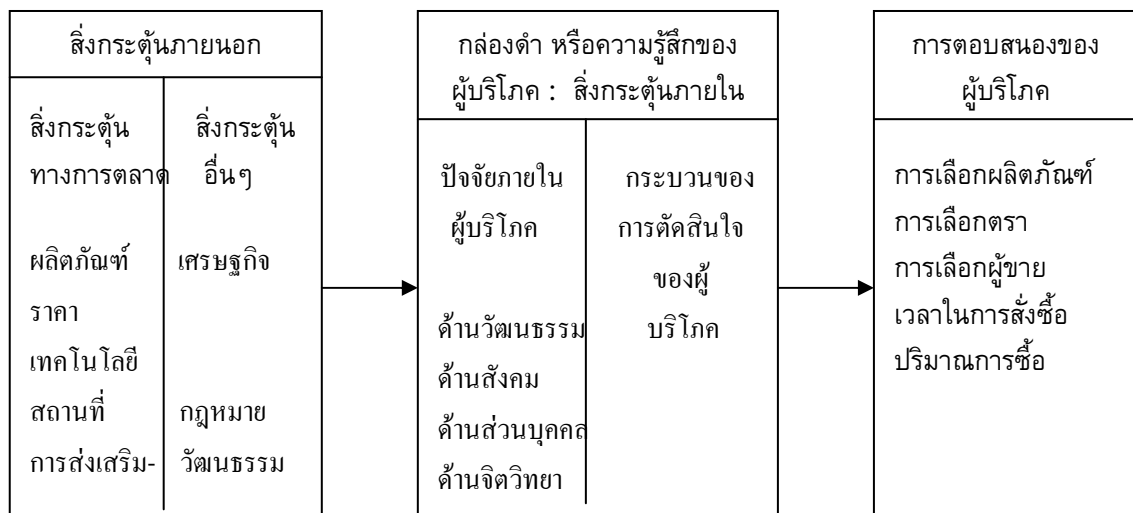 สิ่งกระตุ้นภายนอก
สิ่งกระตุ้น
ทางการตลาด
ผลิตภัณฑ์
ราคา
เทคโนโลยี
สถานที่
การส่งเสริม-
สิ่งกระตุ้น
อื่นๆ
เศรษฐกิจ
กฎหมาย
วัฒนธรรม
กล่องดำ หรือความรู้สึกของ
ผู้บริโภค : สิ่งกระตุ้นภายใน
ปัจจัยภายใน
ผู้บริโภค
ด้านวัฒนธรรม
ด้านสังคม
ด้านส่วนบุคคล
ด้านจิตวิทยา
กระบวนของ
การตัดสินใจ
ของผู้
บริโภค
การตอบสนองของ
ผู้บริโภค
การเลือกผลิตภัณฑ์
การเลือกตรา
การเลือกผู้ขาย
เวลาในการสั่งซื้อ
ปริมาณการซื้อ